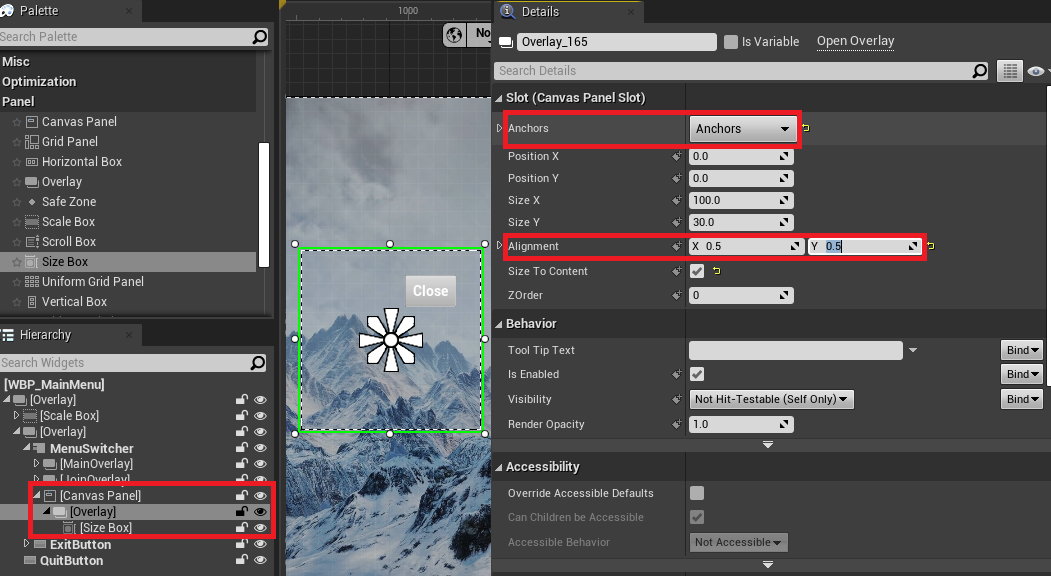 Palette
Search Palette
Misc
Optimization
Panel
Canvas Panel
Grid Panel
Horizontal Box
Overlay
Safe Zone
Scale Box
Scroll Box
Size Box
Uniform Grid Panel
Vertical Box
Hierarchy
Search Widgets
[WBP_MainMenu]
[Overlay]
[Scale Box]
[Overlay]
MenuSwitcher
[MainOverlay]
[JoinOverlay]
[Canvas Panel]
[Overlay]
[Size Box]
ExitButton
QuitButton
1000
No
Close
Details
Overlay_165
Is Variable
Open Overlay
Search Details
Slot (Canvas Panel Slot)
Anchors Anchors
Position X 0.0
Position Y 0.0
Size X 100.0
Size Y 30.0
Alignment X 0.5 Y 0.5
Size To Content
ZOrder 0
Behavior
Tool Tip Text Bind
Is Enabled Bind
Visibility Not Hit-Testable (Self Only) Bind
Render Opacity 1.0
Accessibility
Override Accessible Defaults
Can Children be Accessible
Accessible Behavior Not Accessible